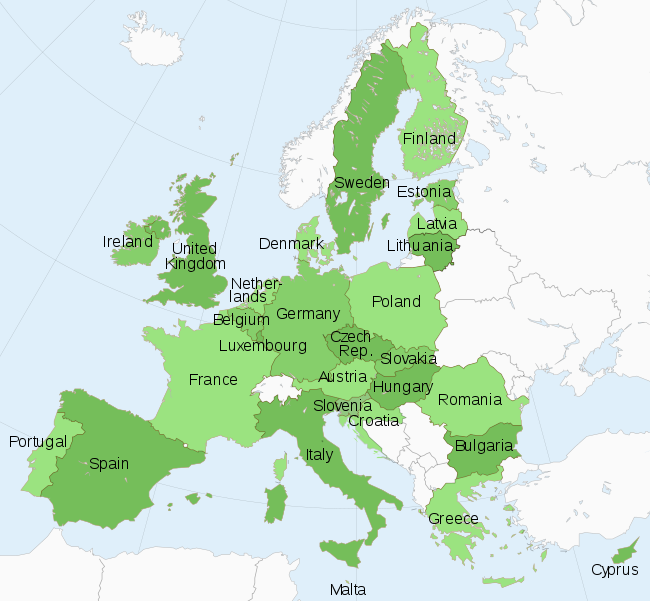 Finland
Sweden
Estonia
Latvia
Lithuania
Ireland
United
Kingdom
Denmark
Nether-
lands
Belgium
Germany
Poland
Luxembourg
Czech
Rep.
Slovakia
France
Austria
Hungary
Romania
Slovenia
Croatia
Portugal
Spain
Italy
Bulgaria
Greece
Cyprus
Malta